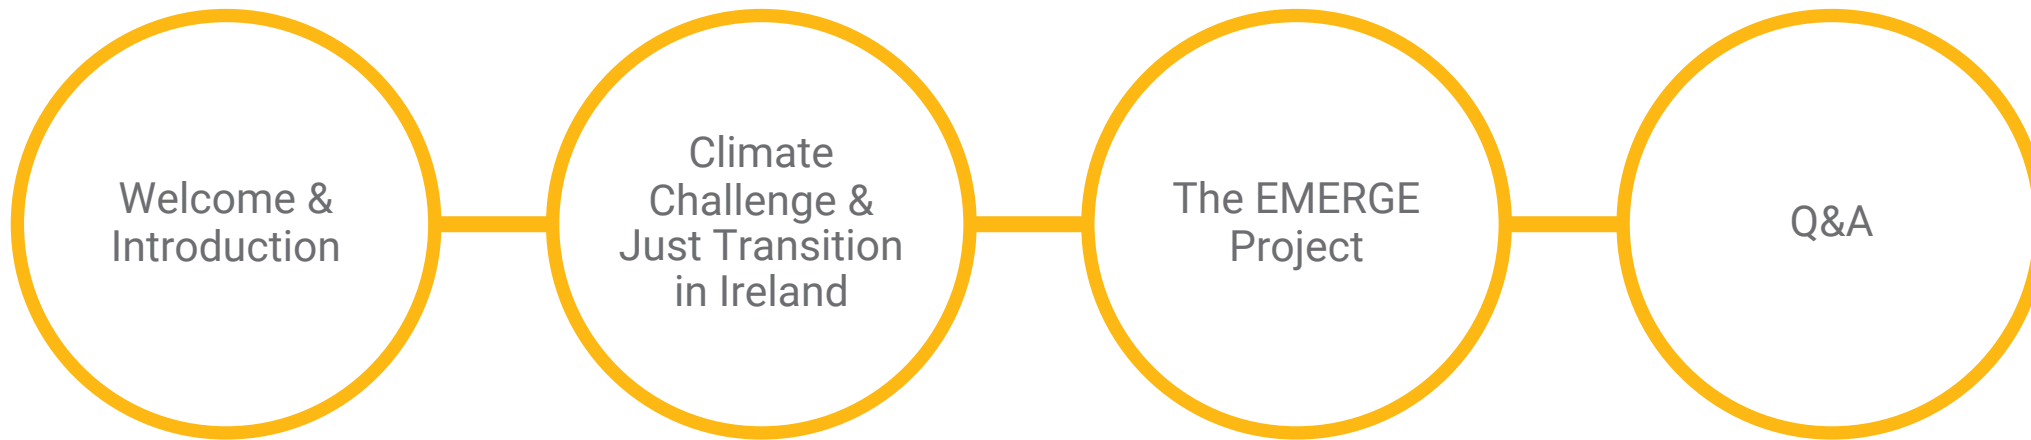 Welcome &
Introduction
Climate
Challenge &
Just Transition
in Ireland
The EMERGE
Project
Q&A